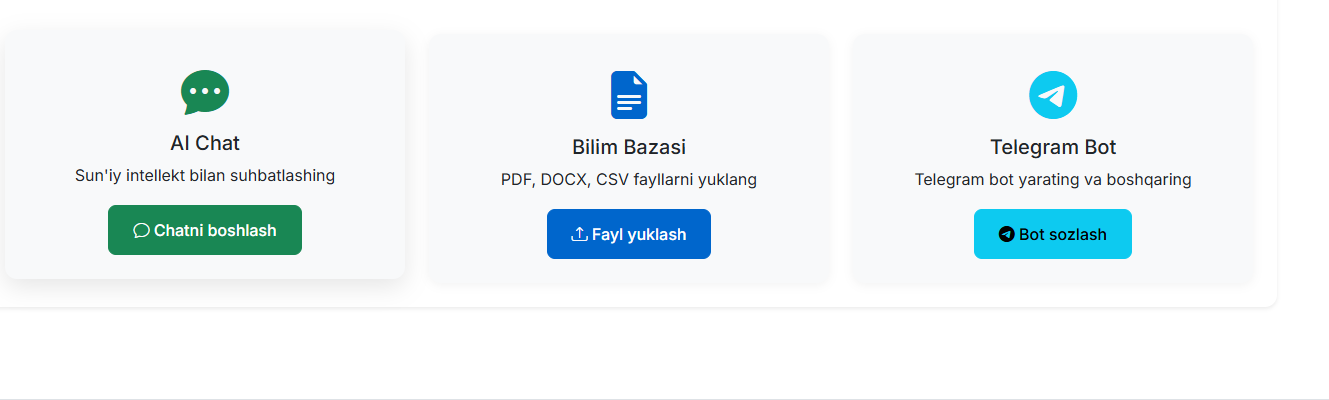 AI Chat
Sun'iy intellekt bilan suhbatlashing
Chatni boshlash
Bilim Bazasi
PDF, DOCX, CSV fayllarni yuklang
Fayl yuklash
Telegram Bot
Telegram bot yarating va boshqaring
Bot sozlash